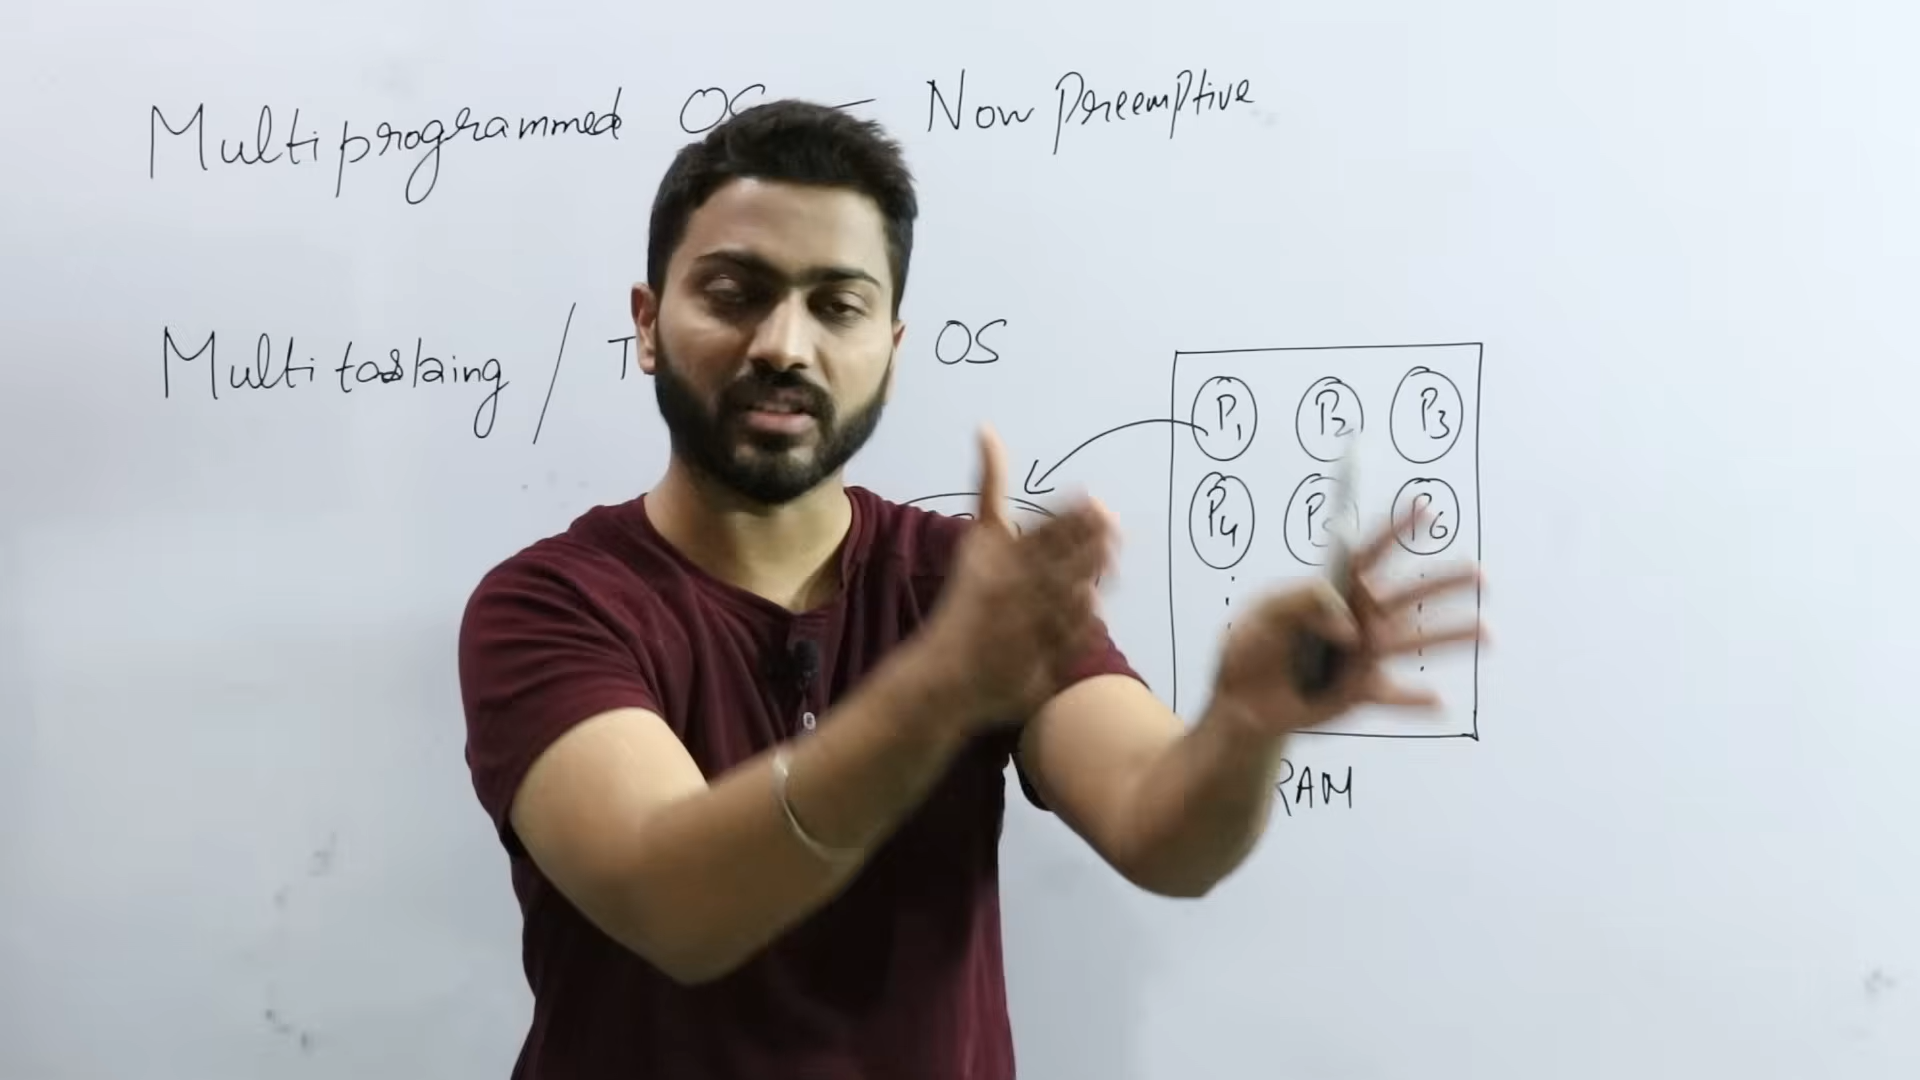 Multiprogrammed OS - Non Preemptive
Multitasking / T OS
P1 P2 P3
P4 P6
RAM